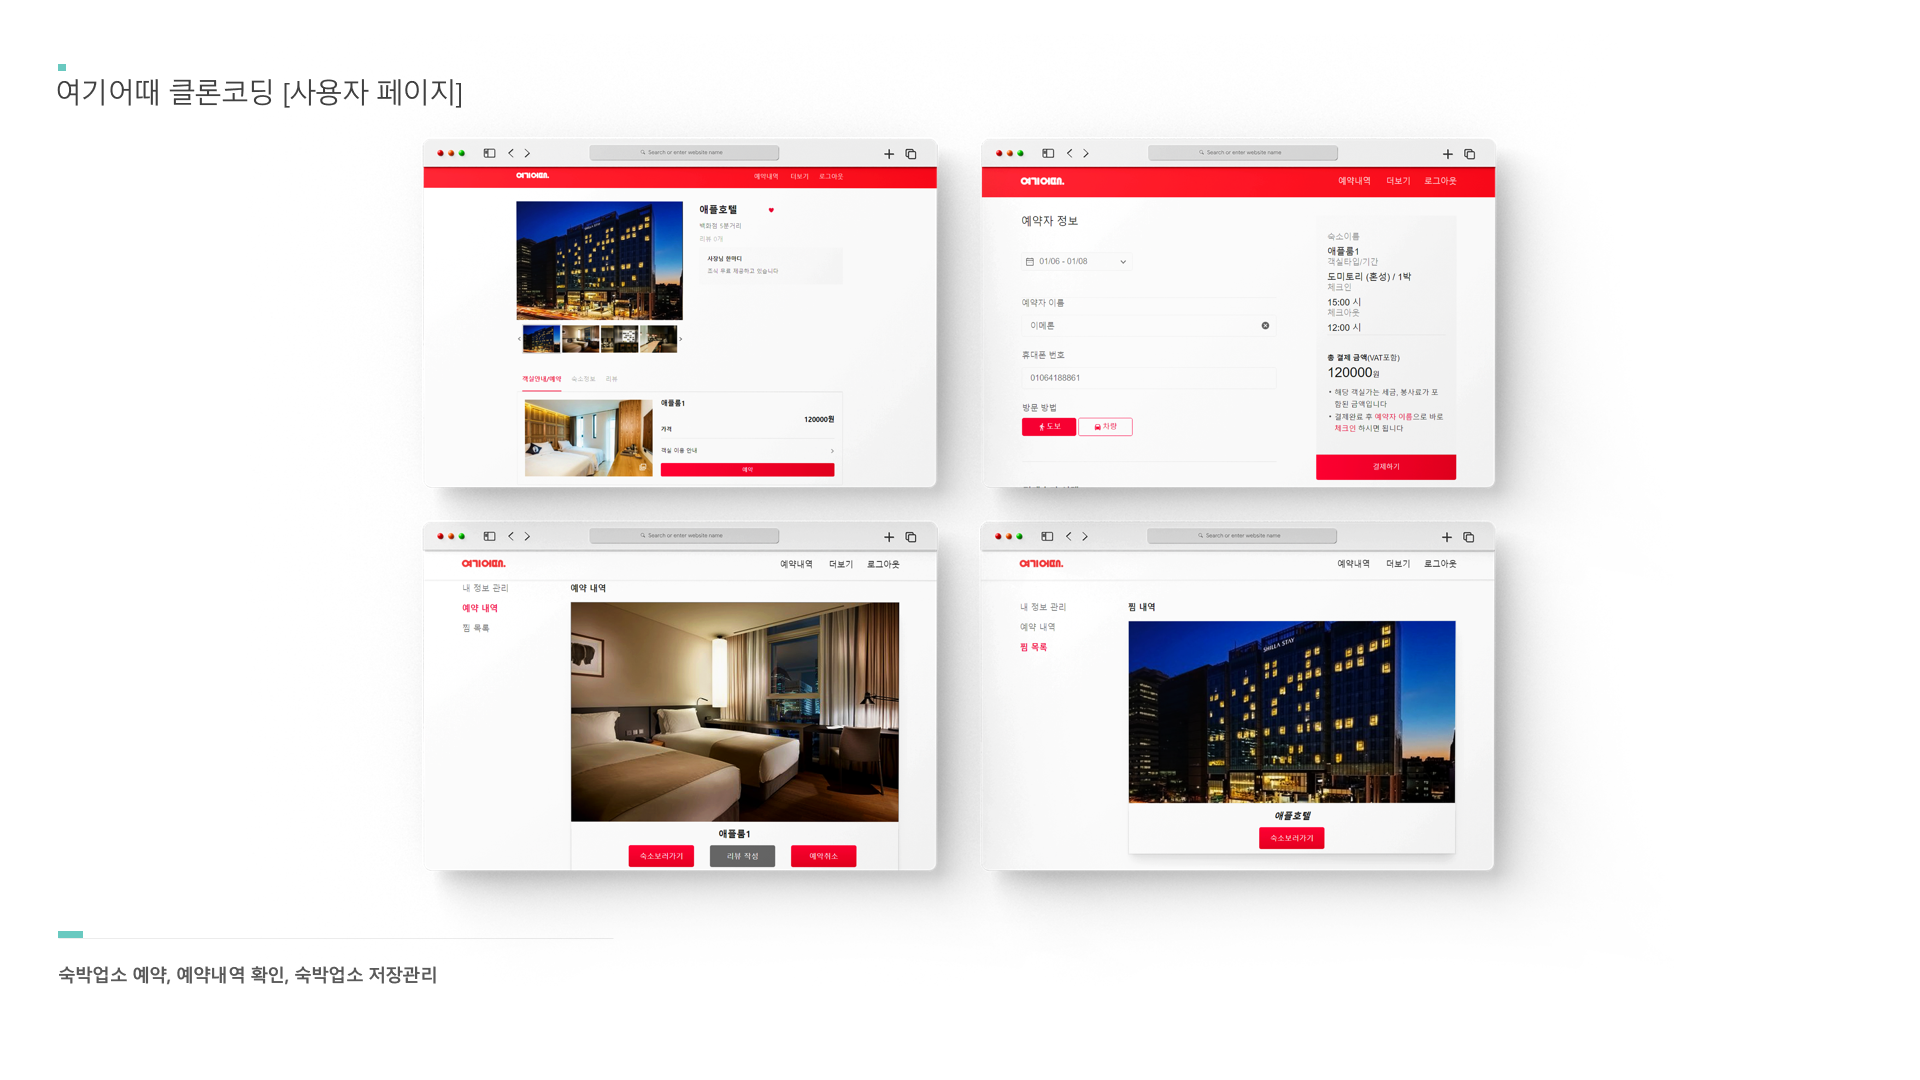 여기어때 클론코딩 [사용자 페이지]
Search or enter website name
여기어때.
예약내역 더보기 로그아웃
애플호텔
백화점 5분거리
리뷰 0개
사장님 한마디
조식 무료 제공하고 있습니다
객실안내/예약 숙소정보 리뷰
애플룸1
120000원
가격
객실 이용 안내
예약
Search or enter website name
여기어때.
예약내역 더보기 로그아웃
예약자 정보
01/06 - 01/08
예약자 이름
이메론
휴대폰 번호
01064188861
방문 방법
도보 차량
숙소이름
애플룸1
객실타입/기간
도미토리 (혼성) / 1박
체크인
15:00 시
체크아웃
12:00 시
총 결제 금액(VAT포함)
120000원
• 해당 객실가는 세금, 봉사료가 포
함된 금액입니다
• 결제완료 후 예약자 이름으로 바로
체크인 하시면 됩니다
결제하기
Search or enter website name
여기어때.
예약내역 더보기 로그아웃
내 정보 관리
예약 내역
찜 목록
예약 내역
애플룸1
숙소보러가기 리뷰 작성 예약취소
Search or enter website name
여기어때.
예약내역 더보기 로그아웃
내 정보 관리
예약 내역
찜 목록
찜 내역
SHILLA STAY
애플호텔
숙소보러가기
숙박업소 예약, 예약내역 확인, 숙박업소 저장관리